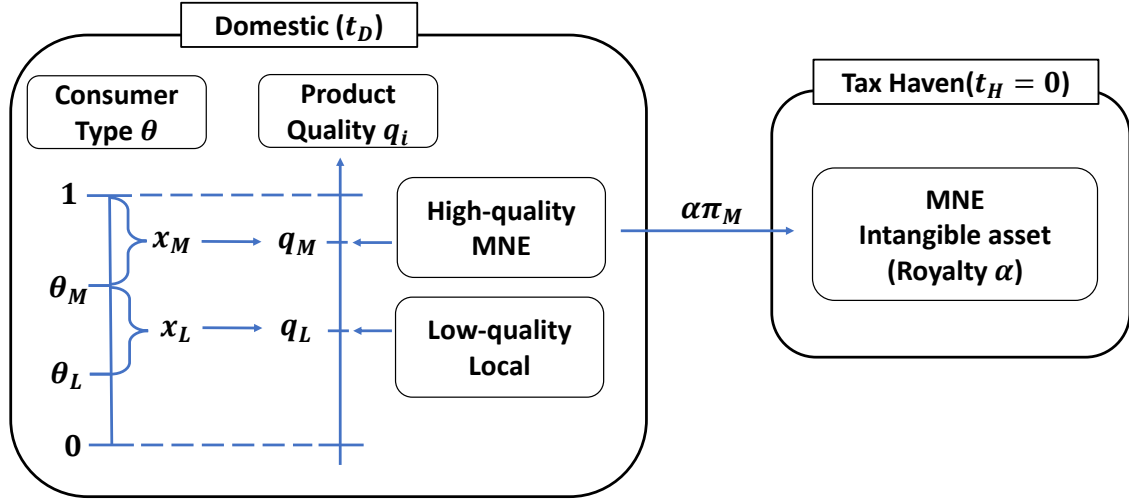 Domestic (t_D)
Consumer
Type θ
Product
Quality q_i
1
x_M
q_M
High-quality
MNE
θ_M
x_L
q_L
Low-quality
Local
θ_L
0
απ_M
Tax Haven(t_H = 0)
MNE
Intangible asset
(Royalty α)